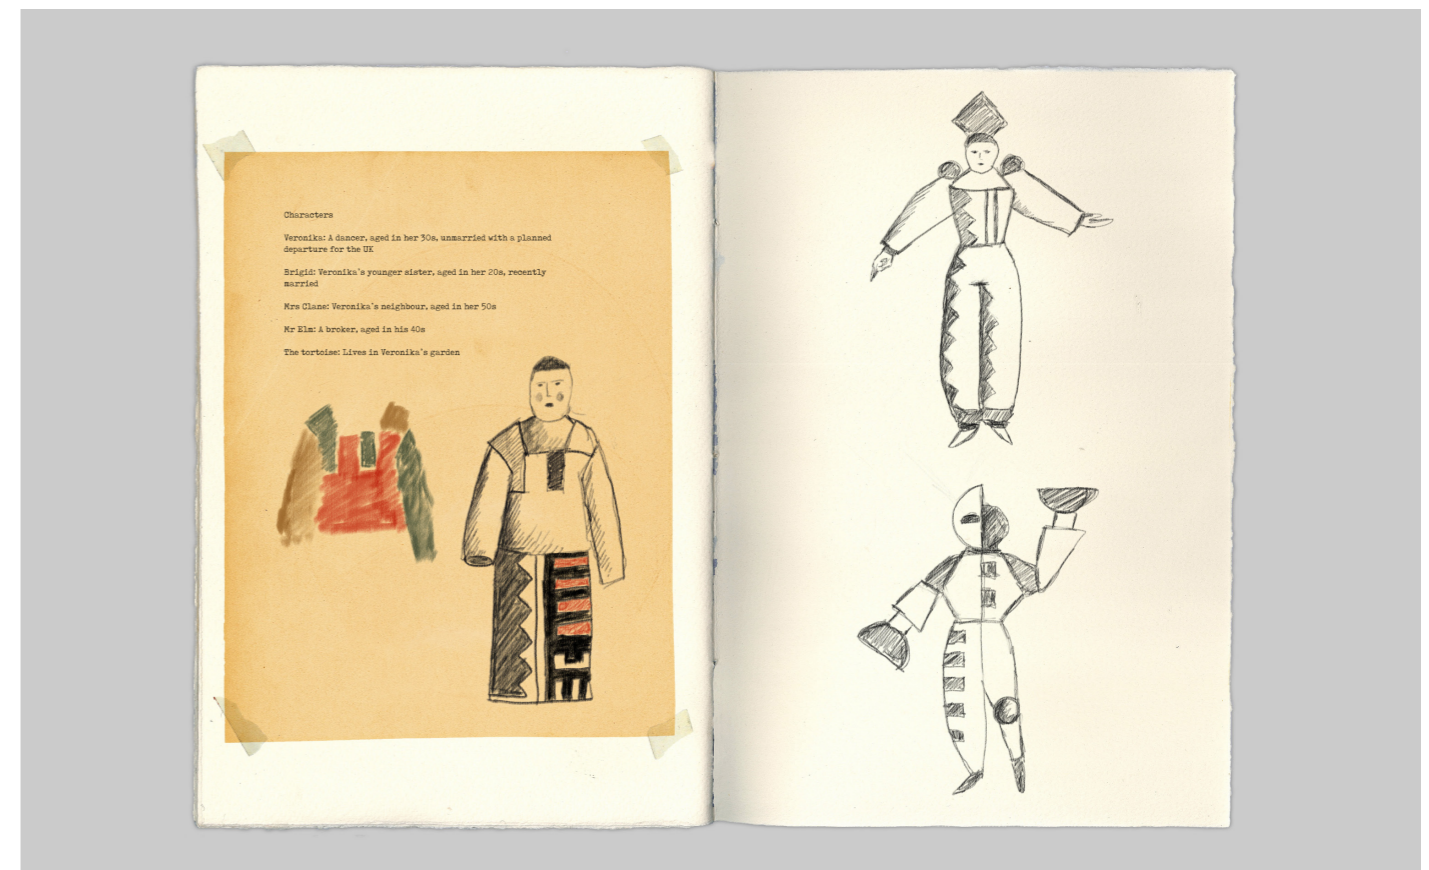 Characters
Veronika: A dancer, aged in her 30s, unmarried with a planned
departure for the UK
Brigid: Veronika's younger sister, aged in her 20s, recently
married
Mrs Clane: Veronika's neighbour, aged in her 50s
Mr Elm: A broker, aged in his 40s
The tortoise: Lives in Veronika's garden